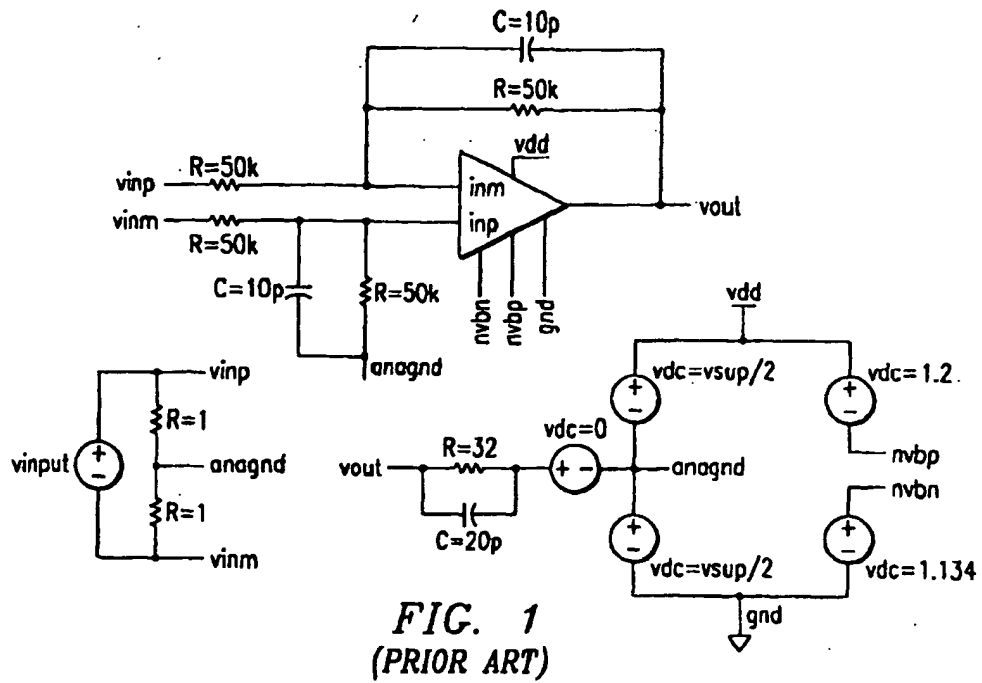 C=10p
R=50k
vdd
vinp
R=50k
inm
vout
vinm
R=50k
inp
C=10p
R=50k
nvbn
nvbp
gnd
anagnd
vdd
vinp
R=1
vinput
+
-
anagnd
R=1
vinm
vdc=vsup/2
+
-
vdc=1.2
+
-
vdc=0
R=32
vout
+ -
anagnd
nvbp
nvbn
C=20p
+
-
vdc=vsup/2
+
-
vdc=1.134
gnd
FIG. 1
(PRIOR ART)